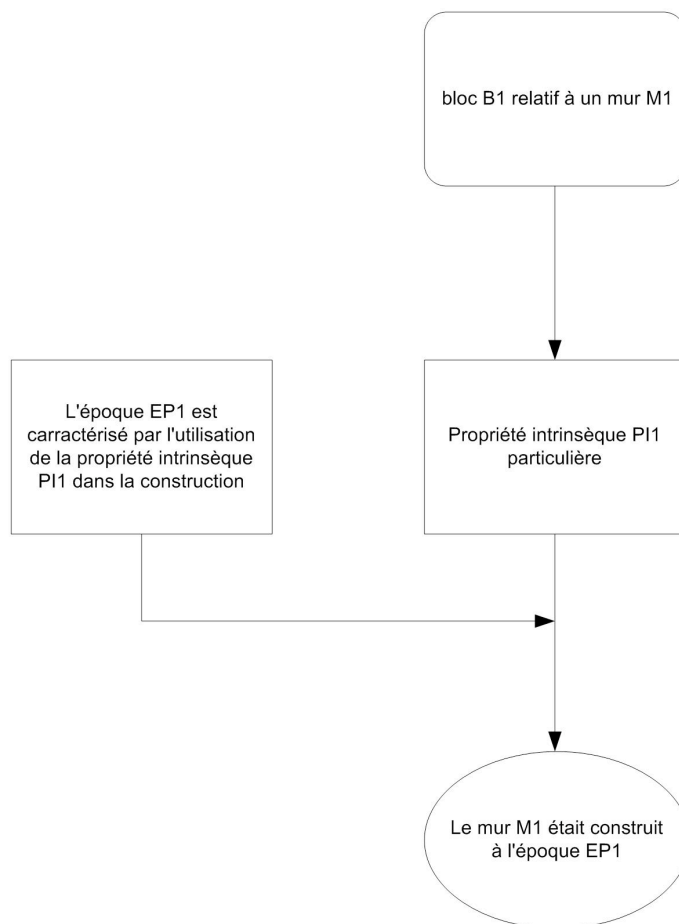 bloc B1 relatif à un mur M1
L'époque EP1 est
carractérisé par l'utilisation
de la propriété intrinsèque
PI1 dans la construction
Propriété intrinsèque PI1
particulière
Le mur M1 était construit
à l'époque EP1